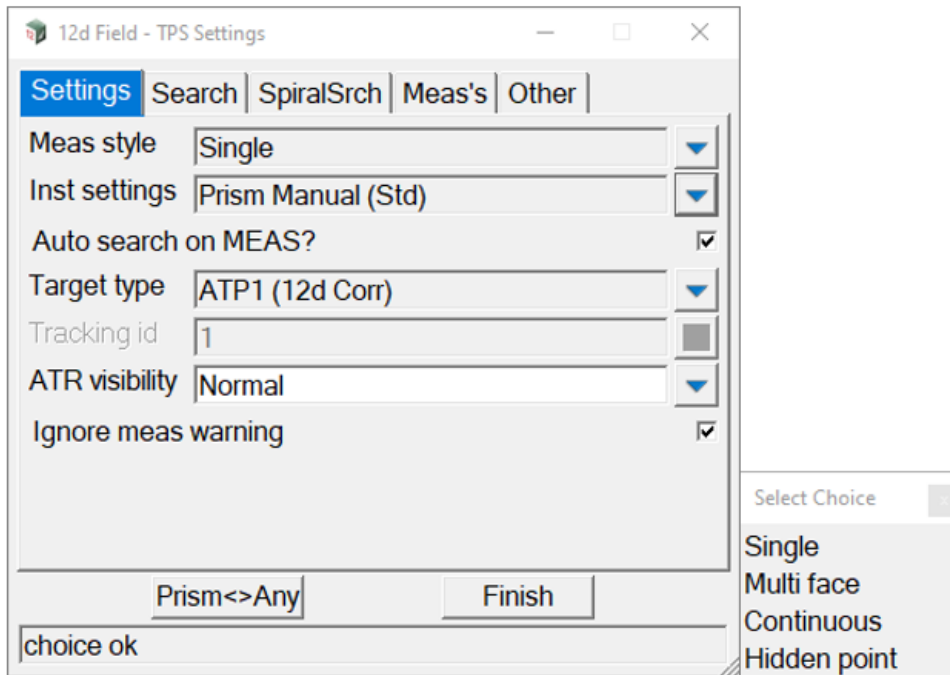 12d Field - TPS Settings
Settings Search SpiralSrch Meas's Other
Meas style Single
Inst settings Prism Manual (Std)
Auto search on MEAS?
Target type ATP1 (12d Corr)
Tracking id 1
ATR visibility Normal
Ignore meas warning
Prism<>Any Finish
choice ok
Select Choice
Single
Multi face
Continuous
Hidden point